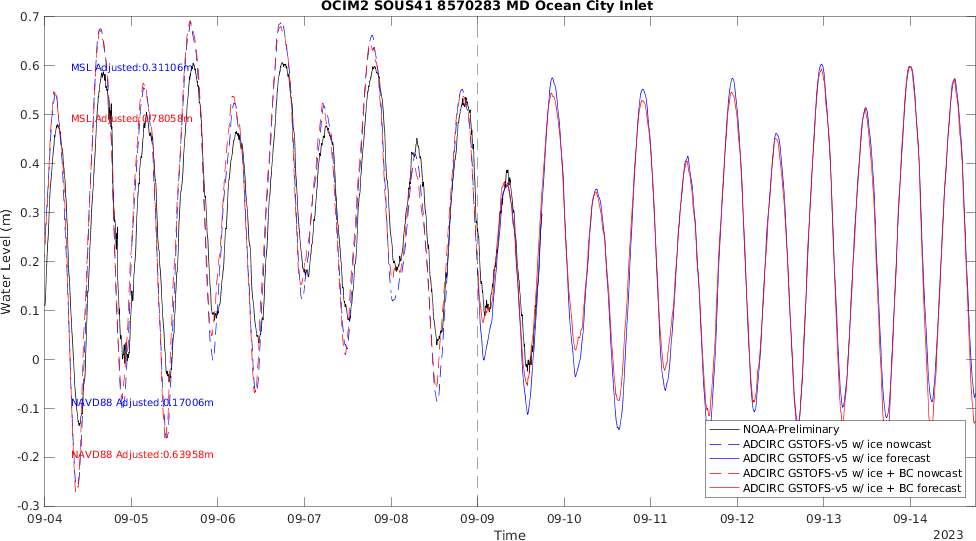 OCIM2 SOUS41 8570283 MD Ocean City Inlet
0.7
0.6
0.5
0.4
0.3
0.2
0.1
0
-0.1
-0.2
-0.3
Water Level (m)
MSL Adjusted:0.31106m
MSL Adjusted:0.78058m
NAVD88 Adjusted:0.17006m
NAVD88 Adjusted:0.63958m
NOAA-Preliminary
ADCIRC GSTOFS-v5 w/ ice nowcast
ADCIRC GSTOFS-v5 w/ ice forecast
ADCIRC GSTOFS-v5 w/ ice + BC nowcast
ADCIRC GSTOFS-v5 w/ ice + BC forecast
09-04 09-05 09-06 09-07 09-08 09-09 09-10 09-11 09-12 09-13 09-14
Time
2023